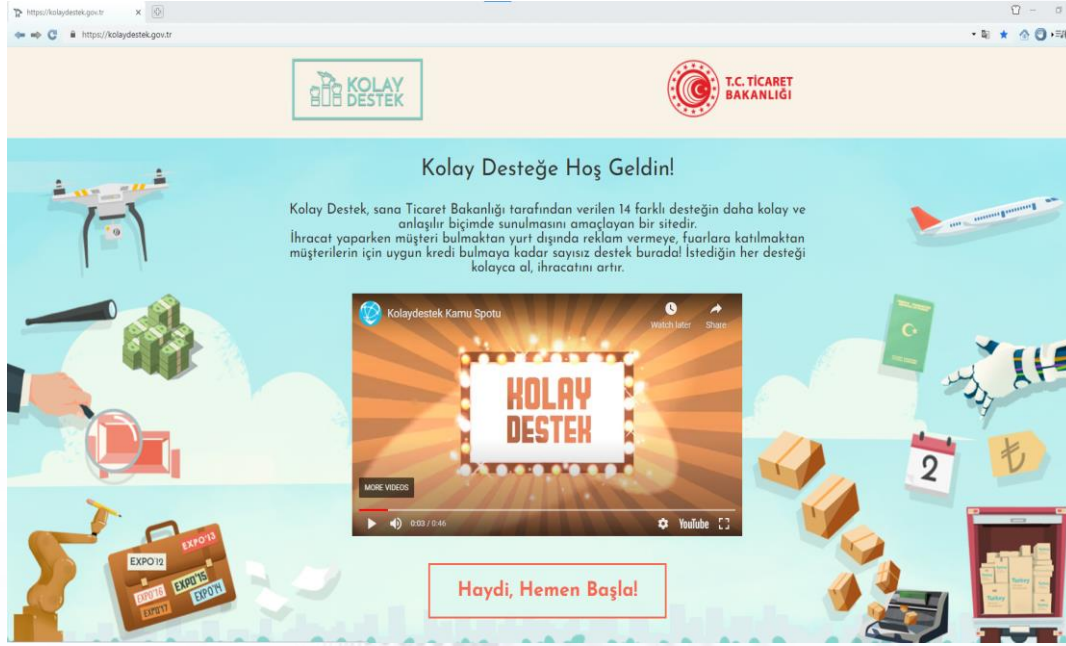 https://kolaydestek.gov.tr
https://kolaydestek.gov.tr
KOLAY
DESTEK
T.C. TİCARET
BAKANLIĞI
Kolay Desteğe Hoş Geldin!
Kolay Destek, sana Ticaret Bakanlığı tarafından verilen 14 farklı desteğin daha kolay ve
anlaşılır biçimde sunulmasını amaçlayan bir sitedir.
İhracat yaparken müşteri bulmaktan yurt dışında reklam vermeye, fuarlara katılmaktan
müşterilerin için uygun kredi bulmaya kadar sayısız destek burada! İstediğin her desteği
kolayca al, ihracatını artır.
Kolaydestek Kamu Spotu
Watch later
Share
KOLAY
DESTEK
MORE VIDEOS
0:03 / 0:46
YouTube
2
EXPO'12
EXPO'13
EXPO'15
EXPO'16
EXPO'14
EXPO'17
Turkey
Turkey
Haydi, Hemen Başla!